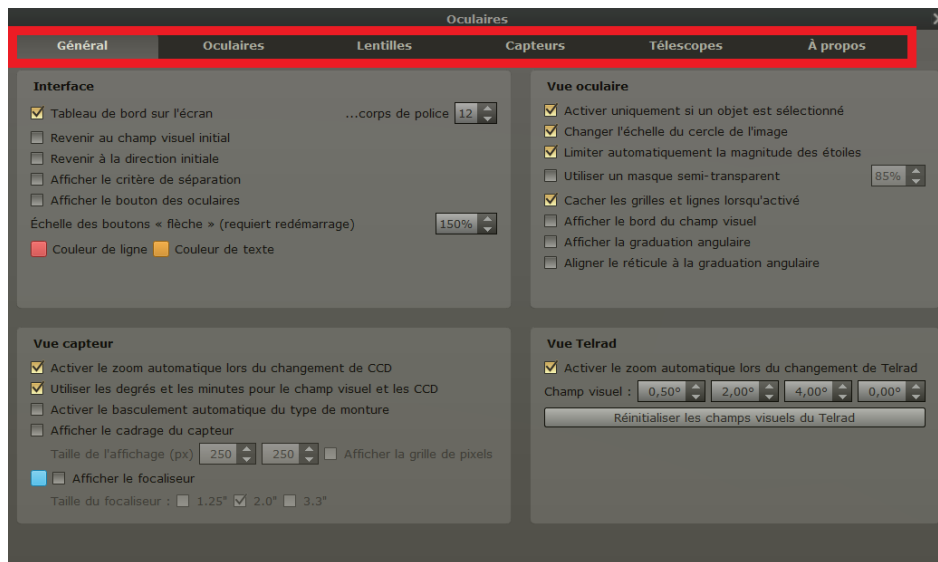 Oculaires
Général Oculaires Lentilles Capteurs Télescopes À propos
Interface
Tableau de bord sur l'écran ...corps de police 12
Revenir au champ visuel initial
Revenir à la direction initiale
Afficher le critère de séparation
Afficher le bouton des oculaires
Échelle des boutons « flèche » (requiert redémarrage) 150%
Couleur de ligne Couleur de texte
Vue oculaire
Activer uniquement si un objet est sélectionné
Changer l'échelle du cercle de l'image
Limiter automatiquement la magnitude des étoiles
Utiliser un masque semi-transparent 85%
Cacher les grilles et lignes lorsqu'activé
Afficher le bord du champ visuel
Afficher la graduation angulaire
Aligner le réticule à la graduation angulaire
Vue capteur
Activer le zoom automatique lors du changement de CCD
Utiliser les degrés et les minutes pour le champ visuel et les CCD
Activer le basculement automatique du type de monture
Afficher le cadrage du capteur
Taille de l'affichage (px) 250 250 Afficher la grille de pixels
Afficher le focaliseur
Taille du focaliseur : 1.25" 2.0" 3.3"
Vue Telrad
Activer le zoom automatique lors du changement de Telrad
Champ visuel : 0,50° 2,00° 4,00° 0,00°
Réinitialiser les champs visuels du Telrad